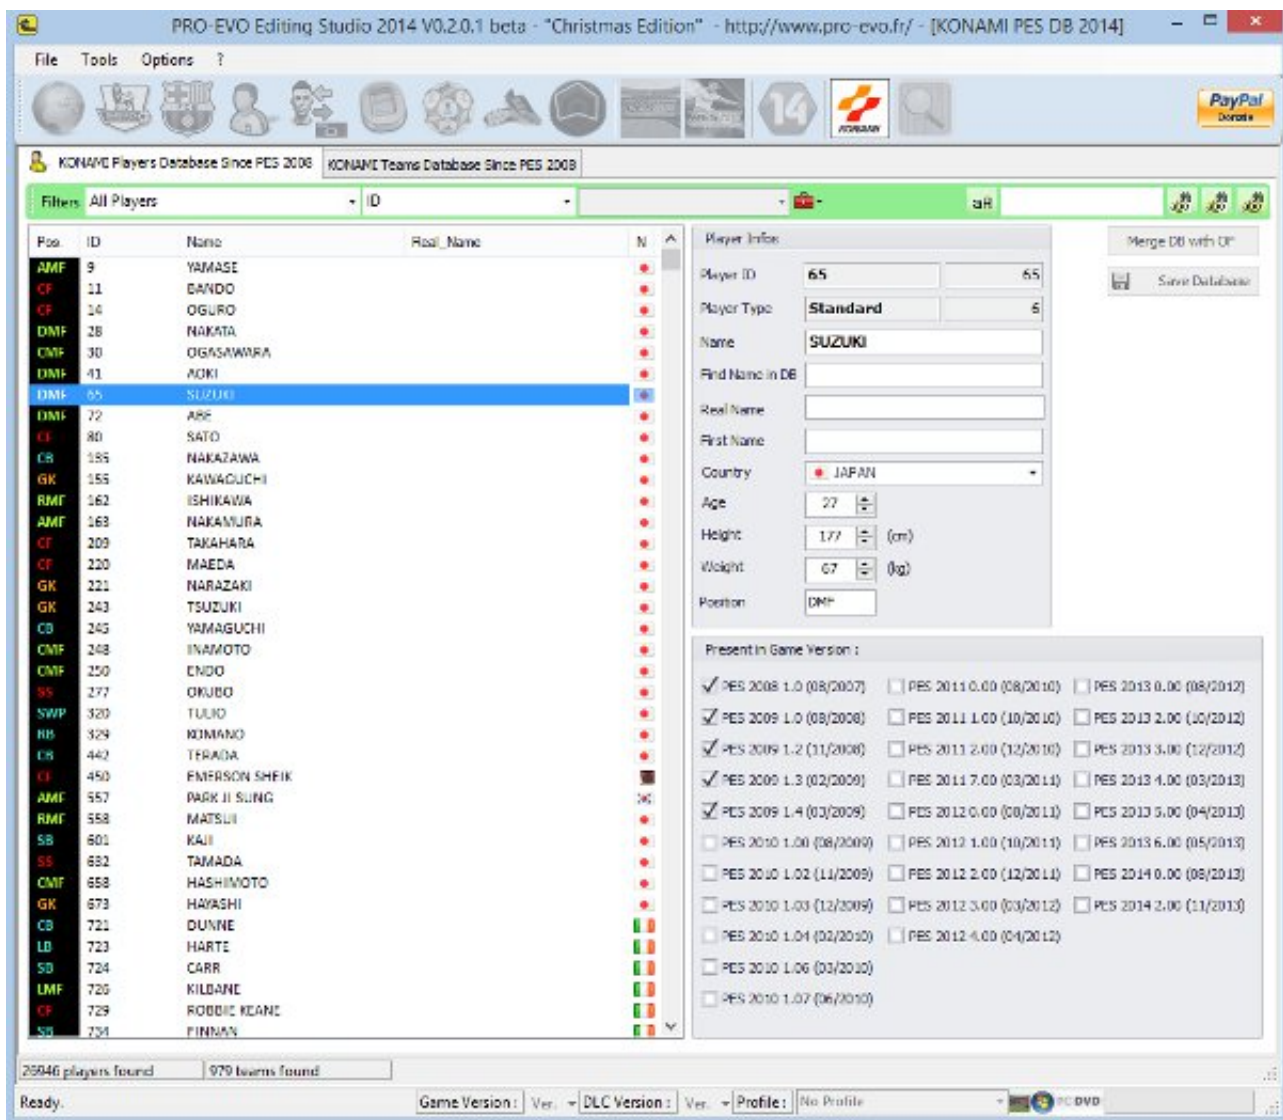 PRO-EVO Editing Studio 2014 V0.2.0.1 beta - "Christmas Edition" - http://www.pro-evo.fr/ - [KONAMI PES DB 2014]
File Tools Options ?
14 KONAMI PayPal Donate
KONAMI Players Database Since PES 2008 KONAMI Teams Database Since PES 2008
Filters All Players ID aB
Pos. ID Name Real_Name N
AMF 9 YAMASE
CF 11 BANDO
CF 14 OGURO
DMF 28 NAKATA
CMF 30 OGASAWARA
DMF 41 AOKI
DMF 65 SUZUKI
DMF 72 ABE
CF 80 SATO
CB 135 NAKAZAWA
GK 155 KAWAGUCHI
RMF 162 ISHIKAWA
AMF 163 NAKAMURA
CF 209 TAKAHARA
CF 220 MAEDA
GK 221 NARAZAKI
GK 243 TSUZUKI
CB 245 YAMAGUCHI
CMF 248 INAMOTO
CMF 250 ENDO
SS 277 OKUBO
SWP 320 TULIO
RB 329 KOMANO
CB 442 TERADA
CF 450 EMERSON SHEIK
AMF 557 PARK JI SUNG
RMF 558 MATSUI
SB 601 KAJI
SS 632 TAMADA
CMF 658 HASHIMOTO
GK 673 HAYASHI
CB 721 DUNNE
LB 723 HARTE
SB 724 CARR
LMF 726 KILBANE
CF 729 ROBBIE KEANE
SB 734 FINNAN
Player Infos
Player ID 65 65
Player Type Standard 6
Name SUZUKI
Find Name in DB
Real Name
First Name
Country JAPAN
Age 27
Height 177 (cm)
Weight 67 (kg)
Position DMF
Merge DB with OF
Save Database
Present in Game Version :
PES 2008 1.0 (08/2007) PES 2011 0.00 (08/2010) PES 2013 0.00 (08/2012)
PES 2009 1.0 (08/2008) PES 2011 1.00 (10/2010) PES 2013 2.00 (10/2012)
PES 2009 1.2 (11/2008) PES 2011 2.00 (12/2010) PES 2013 3.00 (12/2012)
PES 2009 1.3 (02/2009) PES 2011 7.00 (03/2011) PES 2013 4.00 (03/2013)
PES 2009 1.4 (03/2009) PES 2012 0.00 (08/2011) PES 2013 5.00 (04/2013)
PES 2010 1.00 (08/2009) PES 2012 1.00 (10/2011) PES 2013 6.00 (05/2013)
PES 2010 1.02 (11/2009) PES 2012 2.00 (12/2011) PES 2014 0.00 (08/2013)
PES 2010 1.03 (12/2009) PES 2012 3.00 (03/2012) PES 2014 2.00 (11/2013)
PES 2010 1.04 (02/2010) PES 2012 4.00 (04/2012)
PES 2010 1.06 (03/2010)
PES 2010 1.07 (06/2010)
26946 players found 979 teams found
Ready. Game Version : Ver. DLC Version : Ver. Profile : No Profile PC DVD